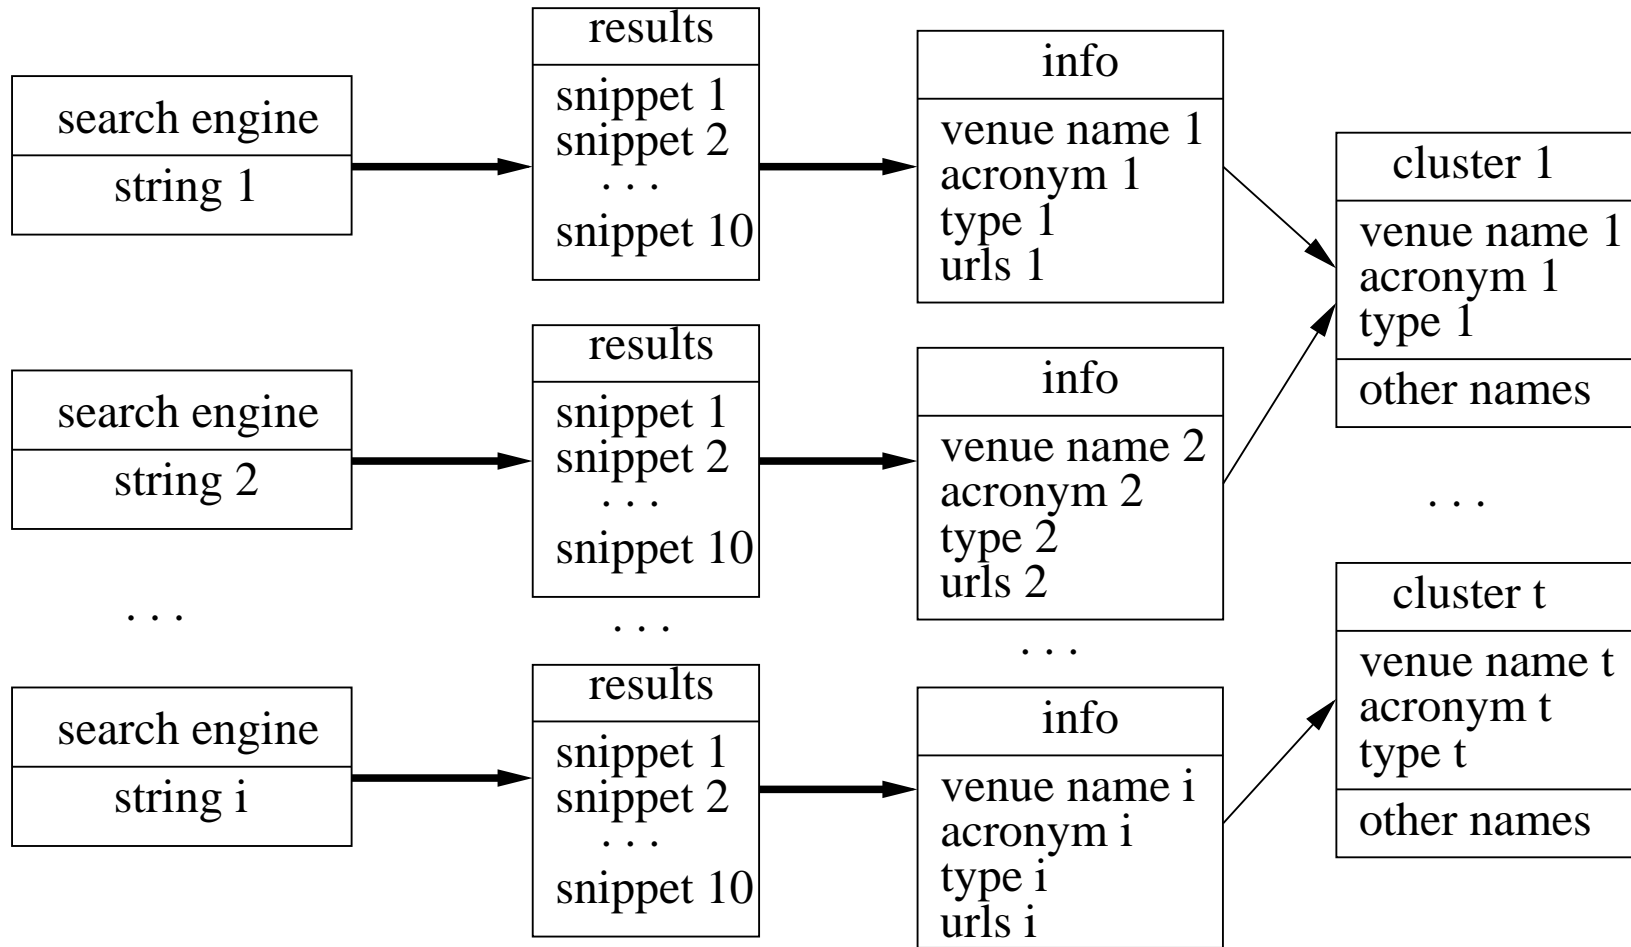 search engine
string 1
results
snippet 1
snippet 2
. . .
snippet 10
info
venue name 1
acronym 1
type 1
urls 1
cluster 1
venue name 1
acronym 1
type 1
other names
search engine
string 2
results
snippet 1
snippet 2
. . .
snippet 10
info
venue name 2
acronym 2
type 2
urls 2
. . .
. . .
. . .
. . .
search engine
string i
results
snippet 1
snippet 2
. . .
snippet 10
info
venue name i
acronym i
type i
urls i
cluster t
venue name t
acronym t
type t
other names